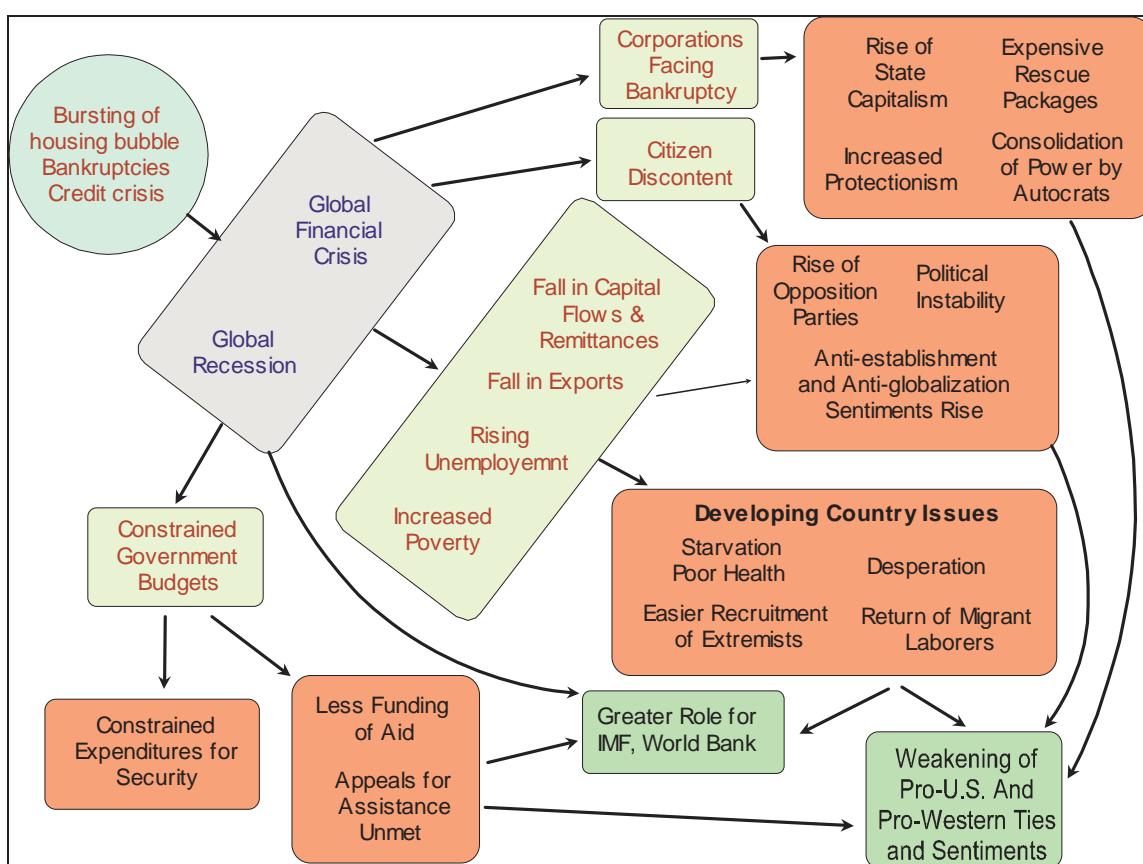 Bursting of
housing bubble
Bankruptcies
Credit crisis
Global
Financial
Crisis
Global
Recession
Corporations
Facing
Bankruptcy
Citizen
Discontent
Rise of
State
Capitalism
Expensive
Rescue
Packages
Increased
Protectionism
Consolidation
of Power by
Autocrats
Fall in Capital
Flows &
Remittances
Fall in Exports
Rising
Unemployemnt
Increased
Poverty
Rise of
Opposition
Parties
Political
Instability
Anti-establishment
and Anti-globalization
Sentiments Rise
Developing Country Issues
Starvation
Poor Health
Desperation
Easier Recruitment
of Extremists
Return of Migrant
Laborers
Constrained
Government
Budgets
Constrained
Expenditures for
Security
Less Funding
of Aid
Appeals for
Assistance
Unmet
Greater Role for
IMF, World Bank
Weakening of
Pro-U.S. And
Pro-Western Ties
and Sentiments